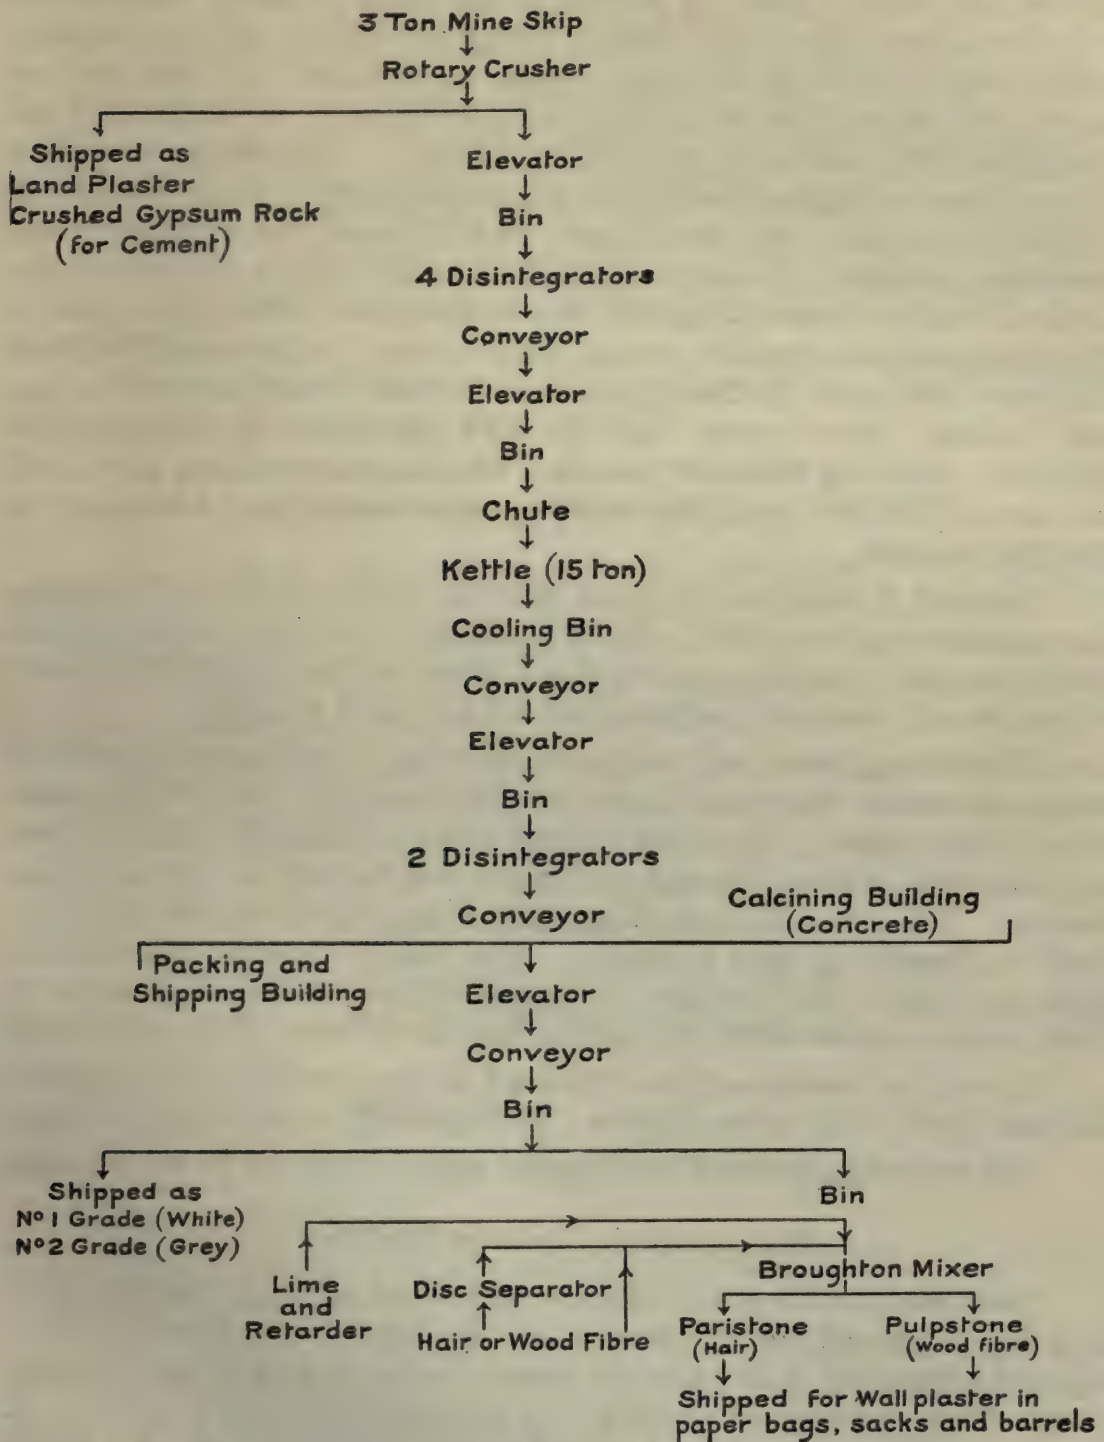 3 Ton Mine Skip
Rotary Crusher
Shipped as
Land Plaster
Crushed Gypsum Rock
(for Cement)
Elevator
Bin
4 Disintegrators
Conveyor
Elevator
Bin
Chute
Kettle (15 ton)
Cooling Bin
Conveyor
Elevator
Bin
2 Disintegrators
Conveyor
Calcining Building
(Concrete)
Packing and
Shipping Building
Elevator
Conveyor
Bin
Shipped as
No 1 Grade (White)
No 2 Grade (Grey)
Bin
Lime
and
Retarder
Disc Separator
Hair or Wood Fibre
Broughton Mixer
Paristone
(Hair)
Pulpstone
(Wood fibre)
Shipped for Wall plaster in
paper bags, sacks and barrels